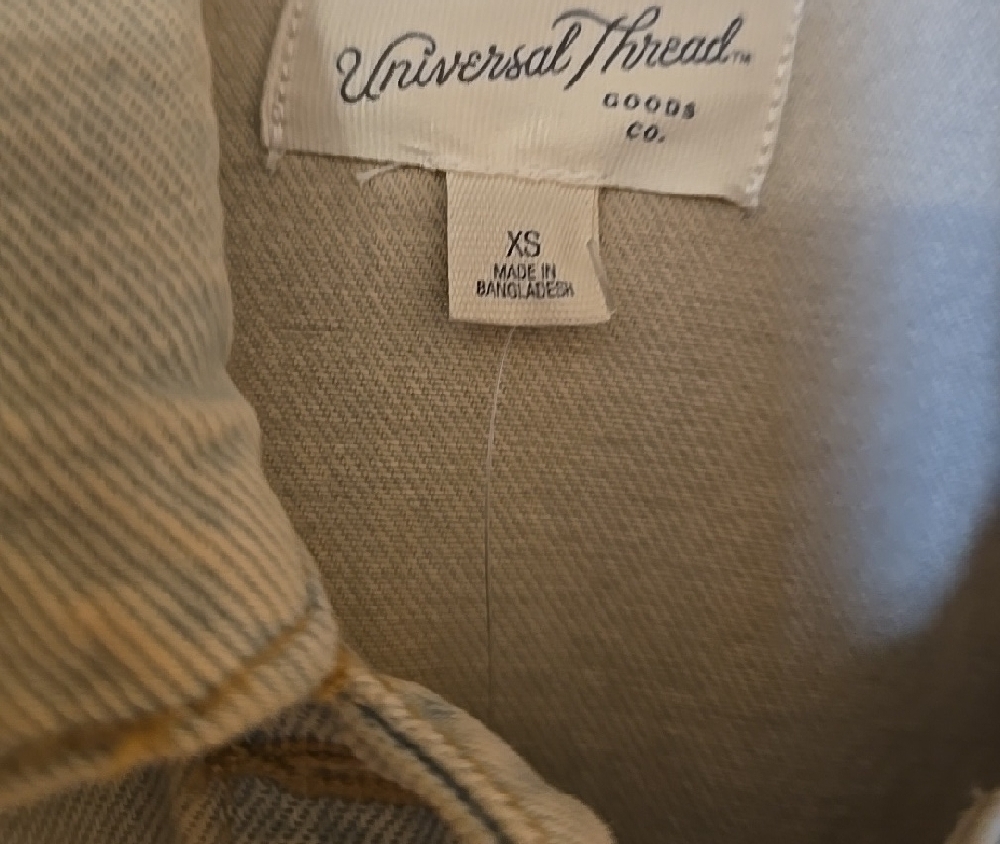 Universal Thread™
GOODS
CO.
XS
MADE IN
BANGLADESH